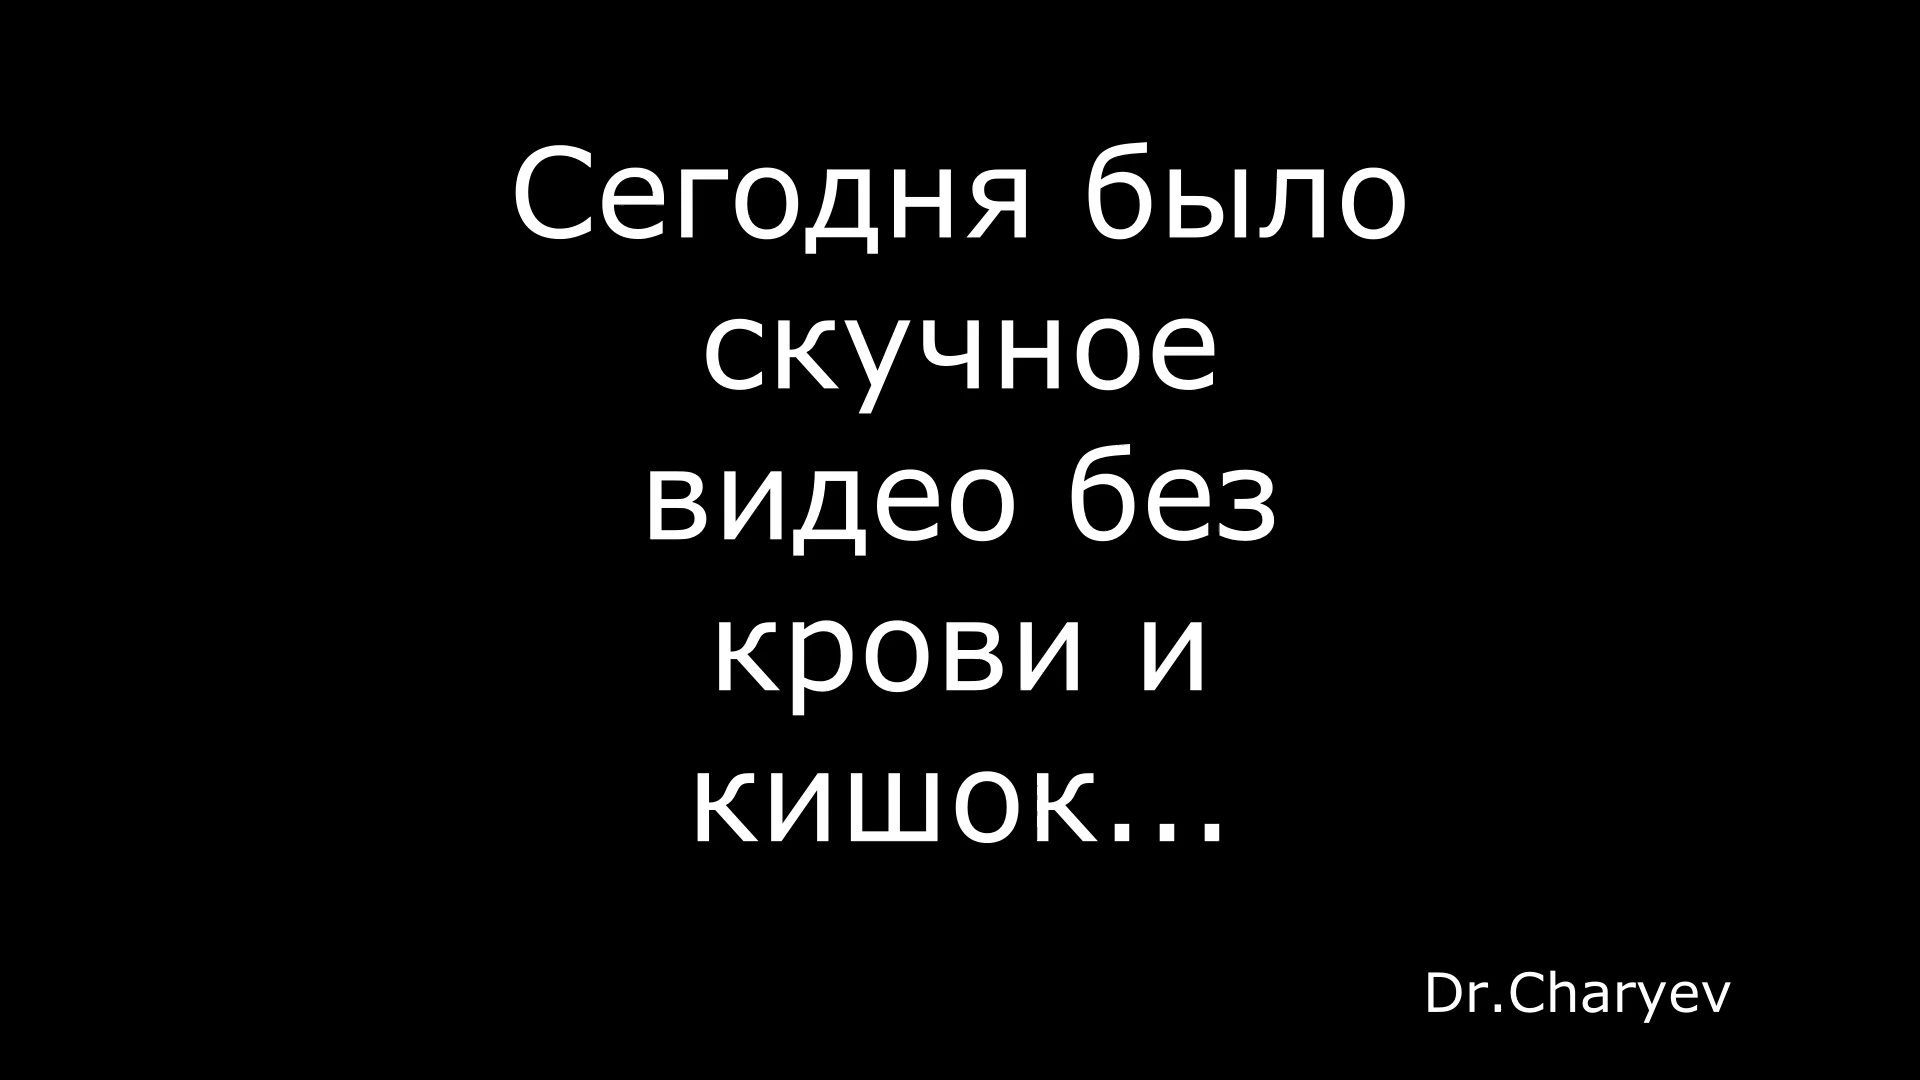 Сегодня было
скучное
видео без
крови и
кишок...
Dr.Charyev